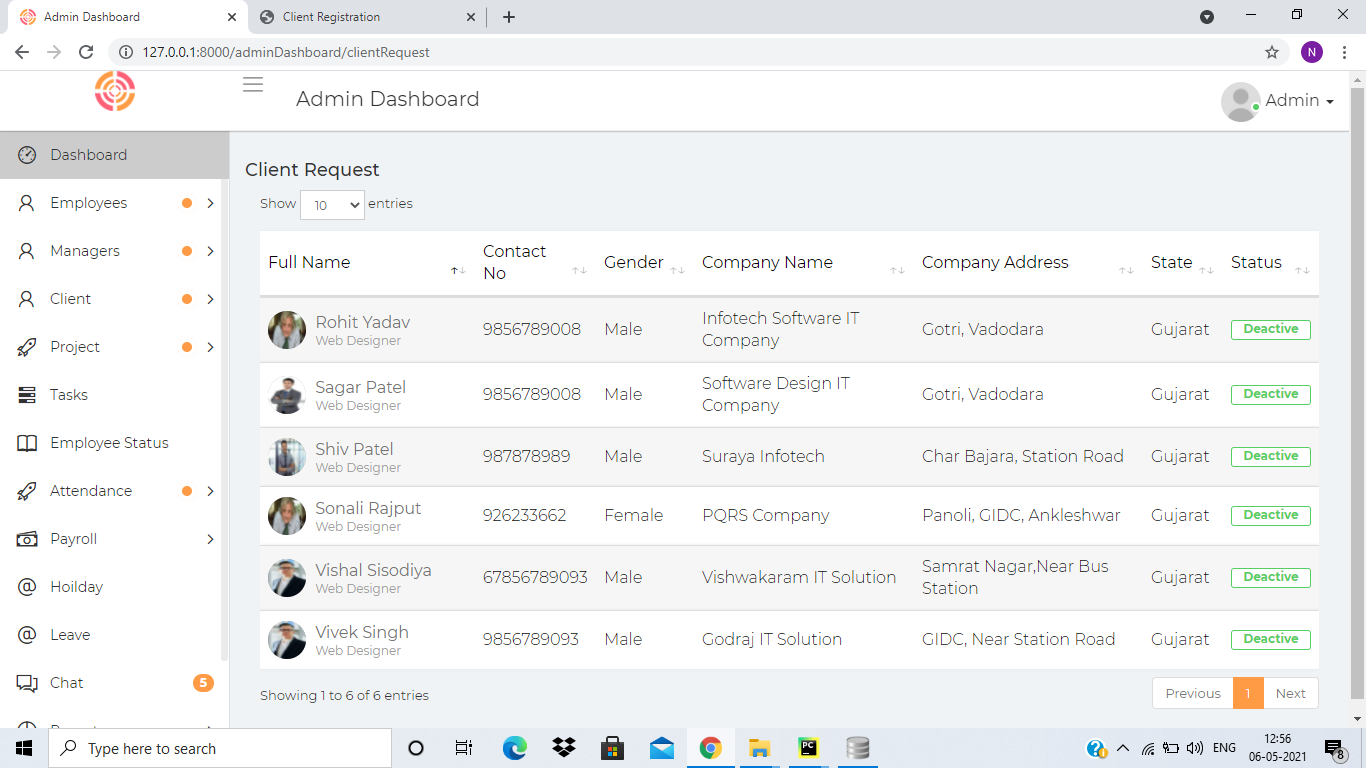 Admin Dashboard
Client Registration
127.0.0.1:8000/adminDashboard/clientRequest
N
Admin Dashboard
Admin
Dashboard
Employees
Managers
Client
Project
Tasks
Employee Status
Attendance
Payroll
Hoilday
Leave
Chat 5
Client Request
Show 10 entries
Full Name Contact No Gender Company Name Company Address State Status
Rohit Yadav
Web Designer
9856789008 Male
Infotech Software IT
Company
Gotri, Vadodara Gujarat Deactive
Sagar Patel
Web Designer
9856789008 Male
Software Design IT
Company
Gotri, Vadodara Gujarat Deactive
Shiv Patel
Web Designer
987878989 Male Suraya Infotech Char Bajara, Station Road Gujarat Deactive
Sonali Rajput
Web Designer
926233662 Female PQRS Company Panoli, GIDC, Ankleshwar Gujarat Deactive
Vishal Sisodiya
Web Designer
67856789093 Male Vishwakaram IT Solution
Samrat Nagar,Near Bus
Station
Gujarat Deactive
Vivek Singh
Web Designer
9856789093 Male Godraj IT Solution GIDC, Near Station Road Gujarat Deactive
Showing 1 to 6 of 6 entries
Previous 1 Next
Type here to search
PC
ENG
12:56
06-05-2021
8